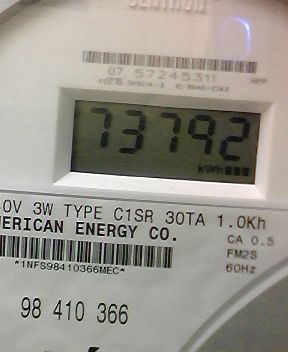 07 57245311
73792
kWh
0V 3W TYPE C1SR 30TA 1.0Kh
ERICAN ENERGY CO.
CA 0.5
*1NFS98410366MEC*
FM2S
60Hz
98 410 366